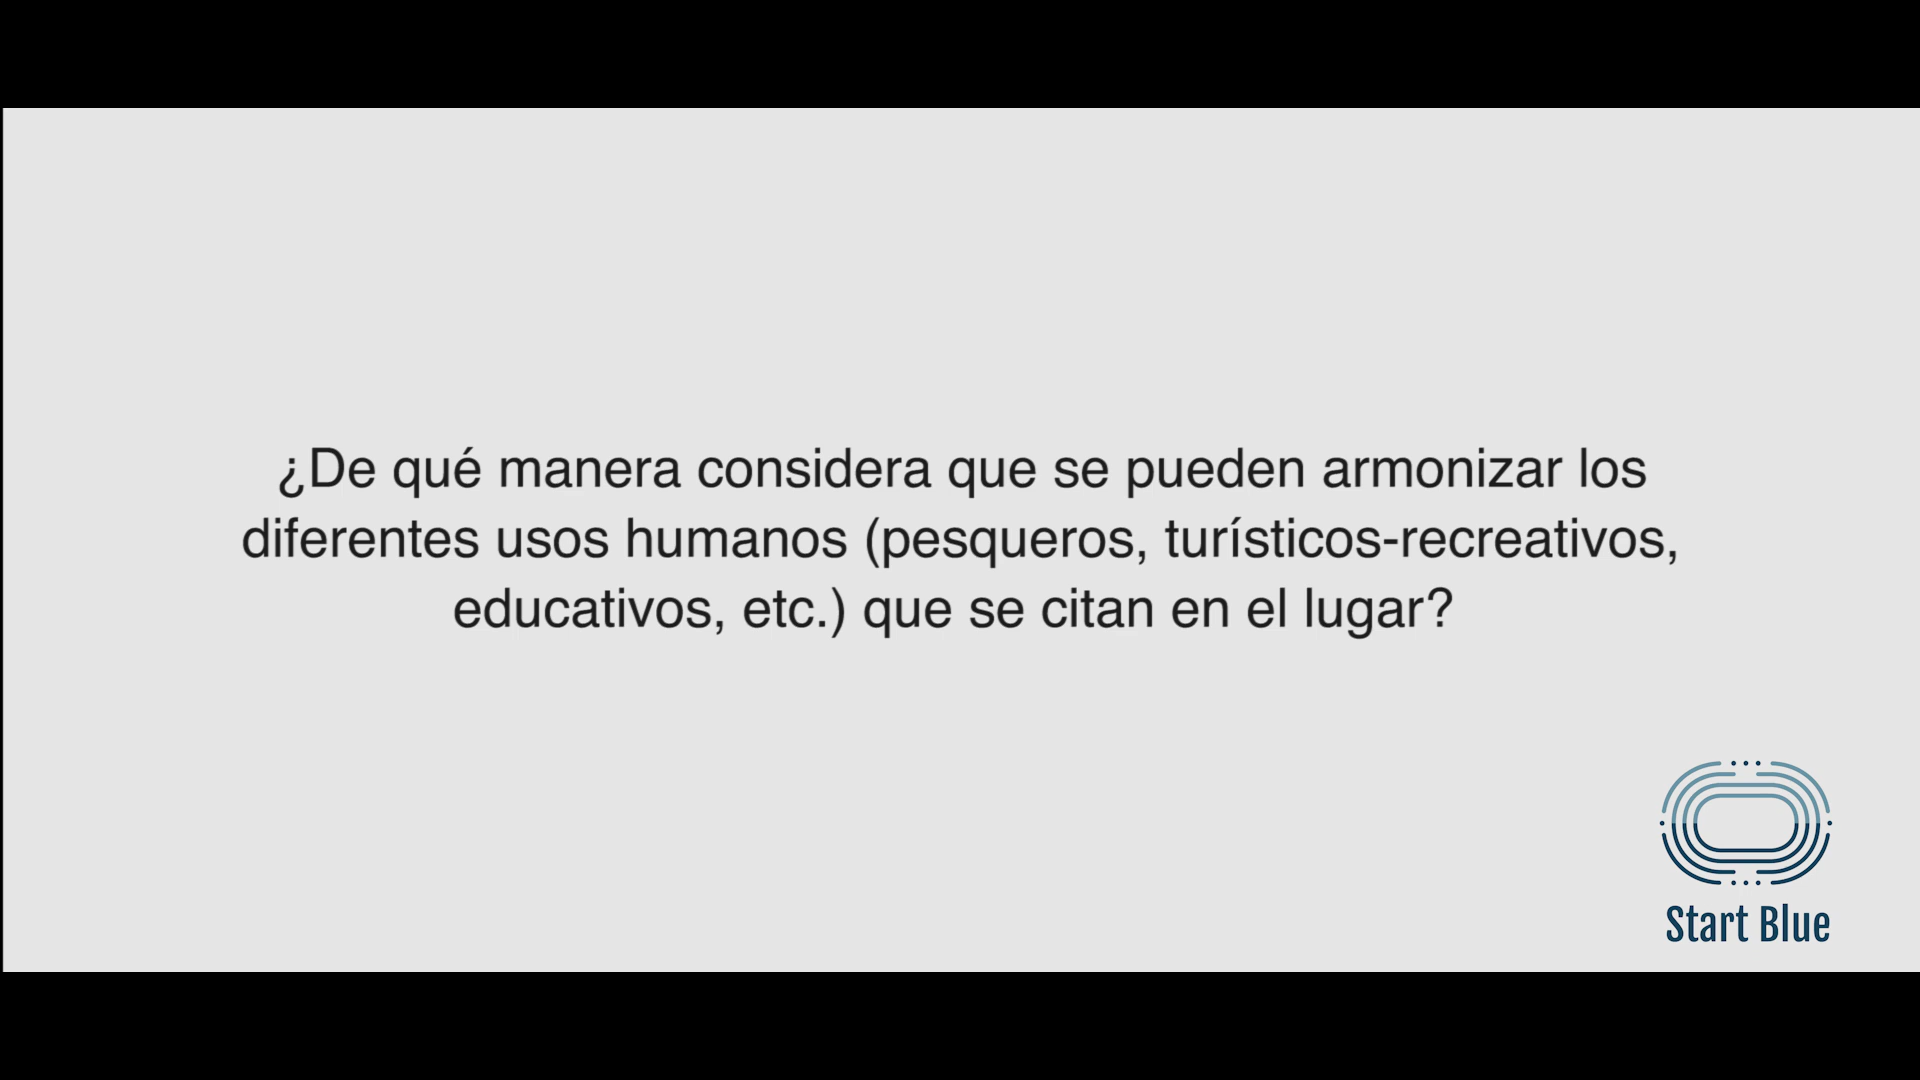 ¿De qué manera considera que se pueden armonizar los
diferentes usos humanos (pesqueros, turísticos-recreativos,
educativos, etc.) que se citan en el lugar?
Start Blue